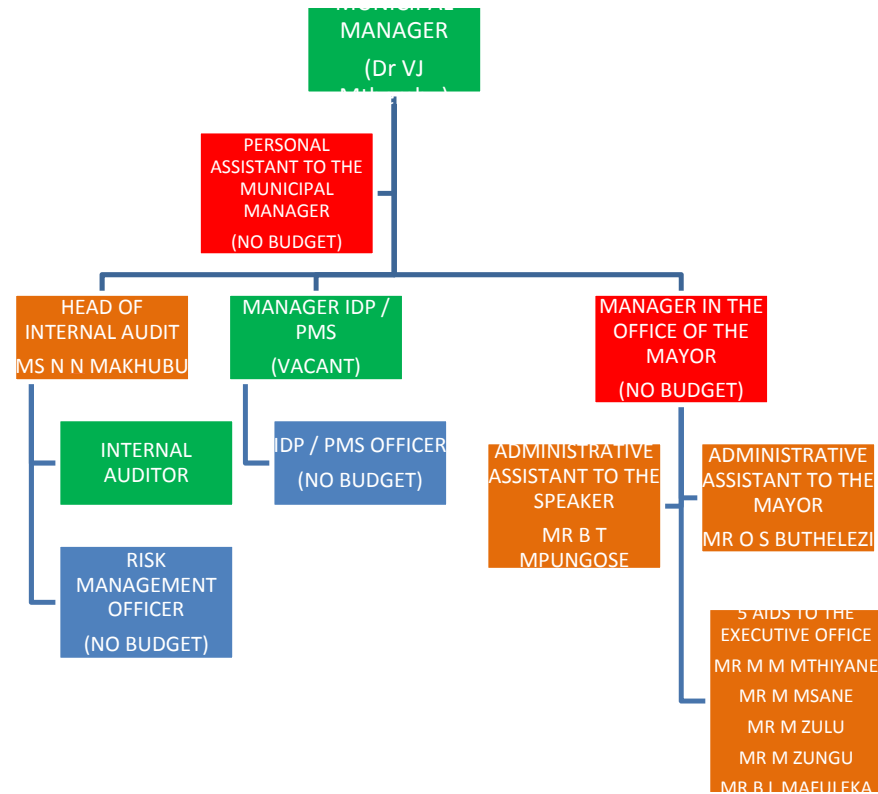 MUNICIPAL
MANAGER
(Dr VJ
PERSONAL
ASSISTANT TO THE
MUNICIPAL
MANAGER
(NO BUDGET)
HEAD OF
INTERNAL AUDIT
MS N N MAKHUBU
MANAGER IDP /
PMS
(VACANT)
MANAGER IN THE
OFFICE OF THE
MAYOR
(NO BUDGET)
INTERNAL
AUDITOR
IDP / PMS OFFICER
(NO BUDGET)
ADMINISTRATIVE
ASSISTANT TO THE
SPEAKER
MR B T
MPUNGOSE
ADMINISTRATIVE
ASSISTANT TO THE
MAYOR
MR O S BUTHELEZI
RISK
MANAGEMENT
OFFICER
(NO BUDGET)
5 AIDS TO THE
EXECUTIVE OFFICE
MR M M MTHIYANE
MR M MSANE
MR M ZULU
MR M ZUNGU
MR B L MAFULEKA